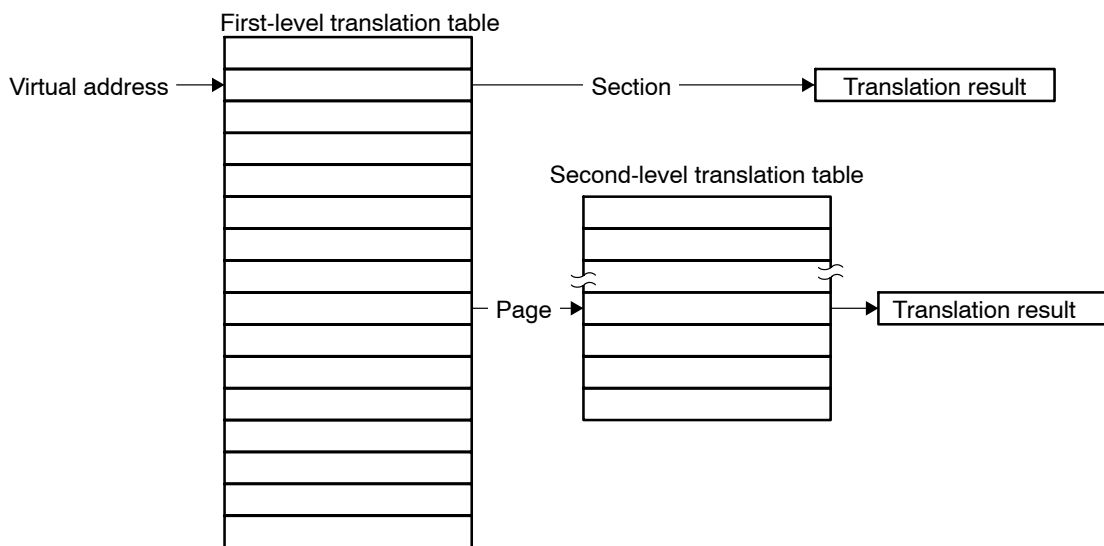 First-level translation table
Virtual address
Section
Translation result
Second-level translation table
Page
Translation result